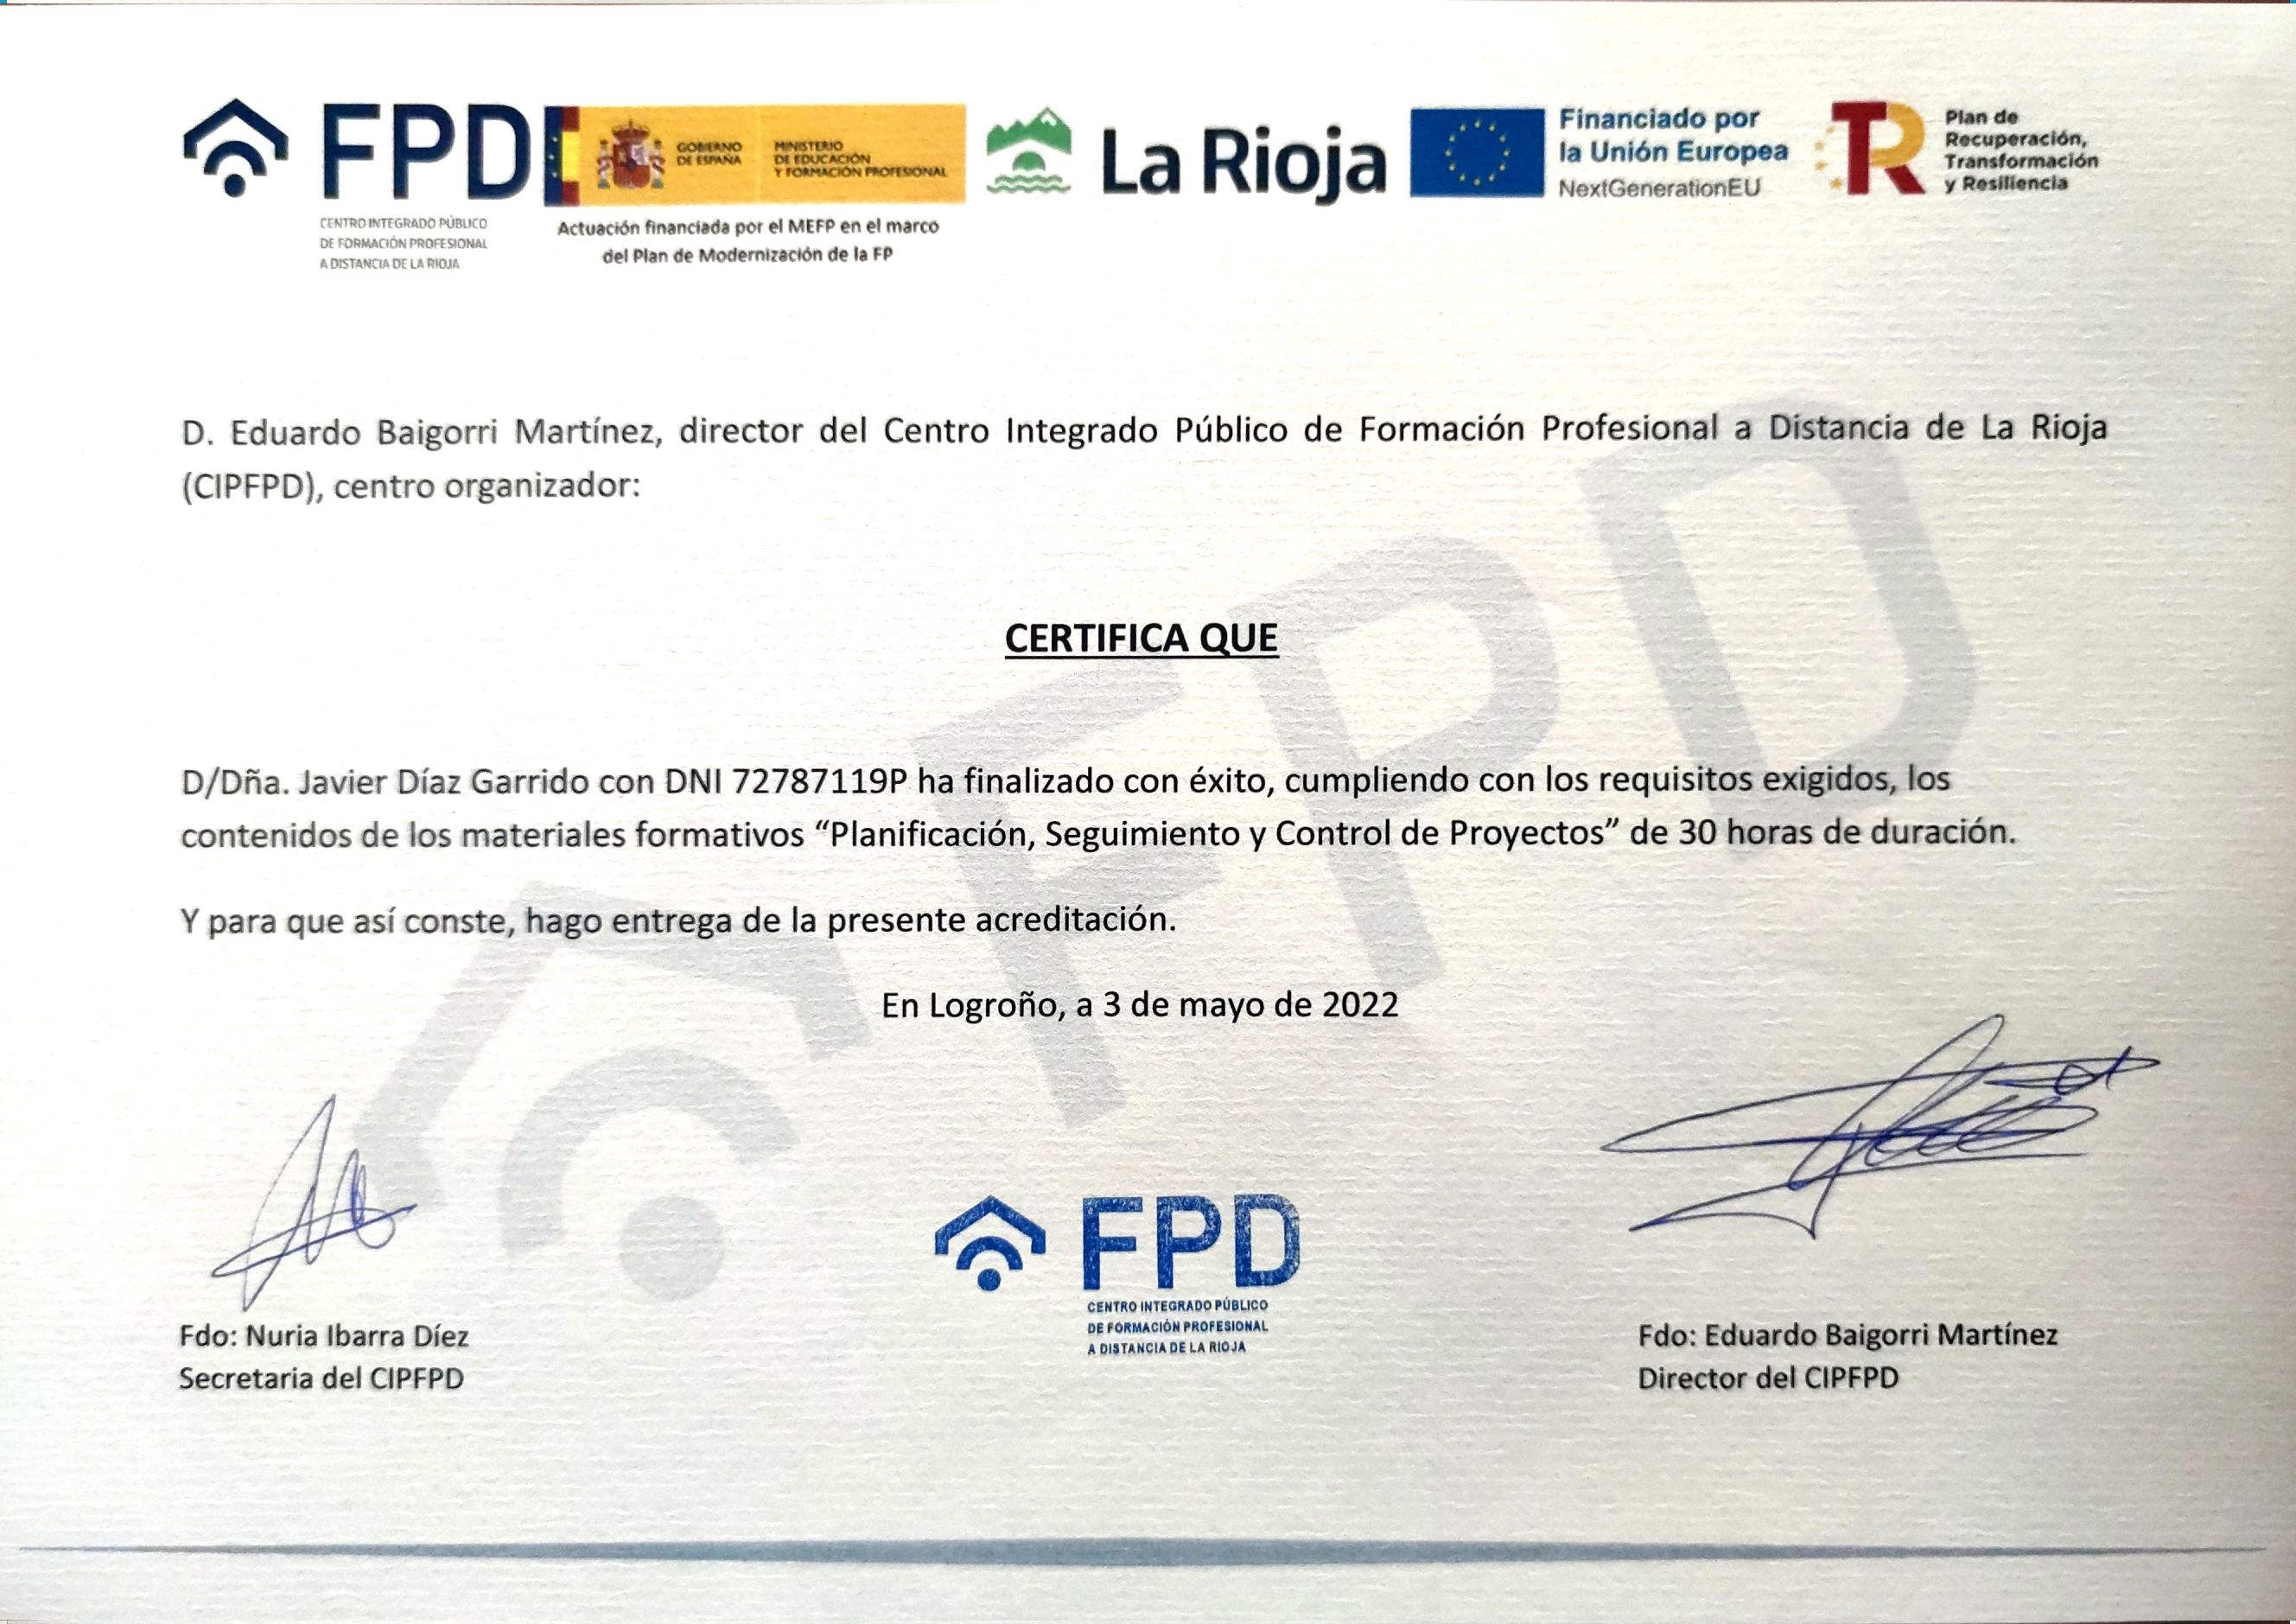 FPD
CENTRO INTEGRADO PÚBLICO
DE FORMACIÓN PROFESIONAL
A DISTANCIA DE LA RIOJA
GOBIERNO
DE ESPAÑA
MINISTERIO
DE EDUCACIÓN
Y FORMACIÓN PROFESIONAL
Actuación financiada por el MEFP en el marco
del Plan de Modernización de la FP
La Rioja
Financiado por
la Unión Europea
NextGenerationEU
TR
Plan de
Recuperación,
Transformación
y Resiliencia
D. Eduardo Baigorri Martínez, director del Centro Integrado Público de Formación Profesional a Distancia de La Rioja
(CIPFPD), centro organizador:
CERTIFICA QUE
D/Dña. Javier Díaz Garrido con DNI 72787119P ha finalizado con éxito, cumpliendo con los requisitos exigidos, los
contenidos de los materiales formativos “Planificación, Seguimiento y Control de Proyectos” de 30 horas de duración.
Y para que así conste, hago entrega de la presente acreditación.
En Logroño, a 3 de mayo de 2022
FPD
FPD
CENTRO INTEGRADO PÚBLICO
DE FORMACIÓN PROFESIONAL
A DISTANCIA DE LA RIOJA
Fdo: Nuria Ibarra Díez
Secretaria del CIPFPD
Fdo: Eduardo Baigorri Martínez
Director del CIPFPD